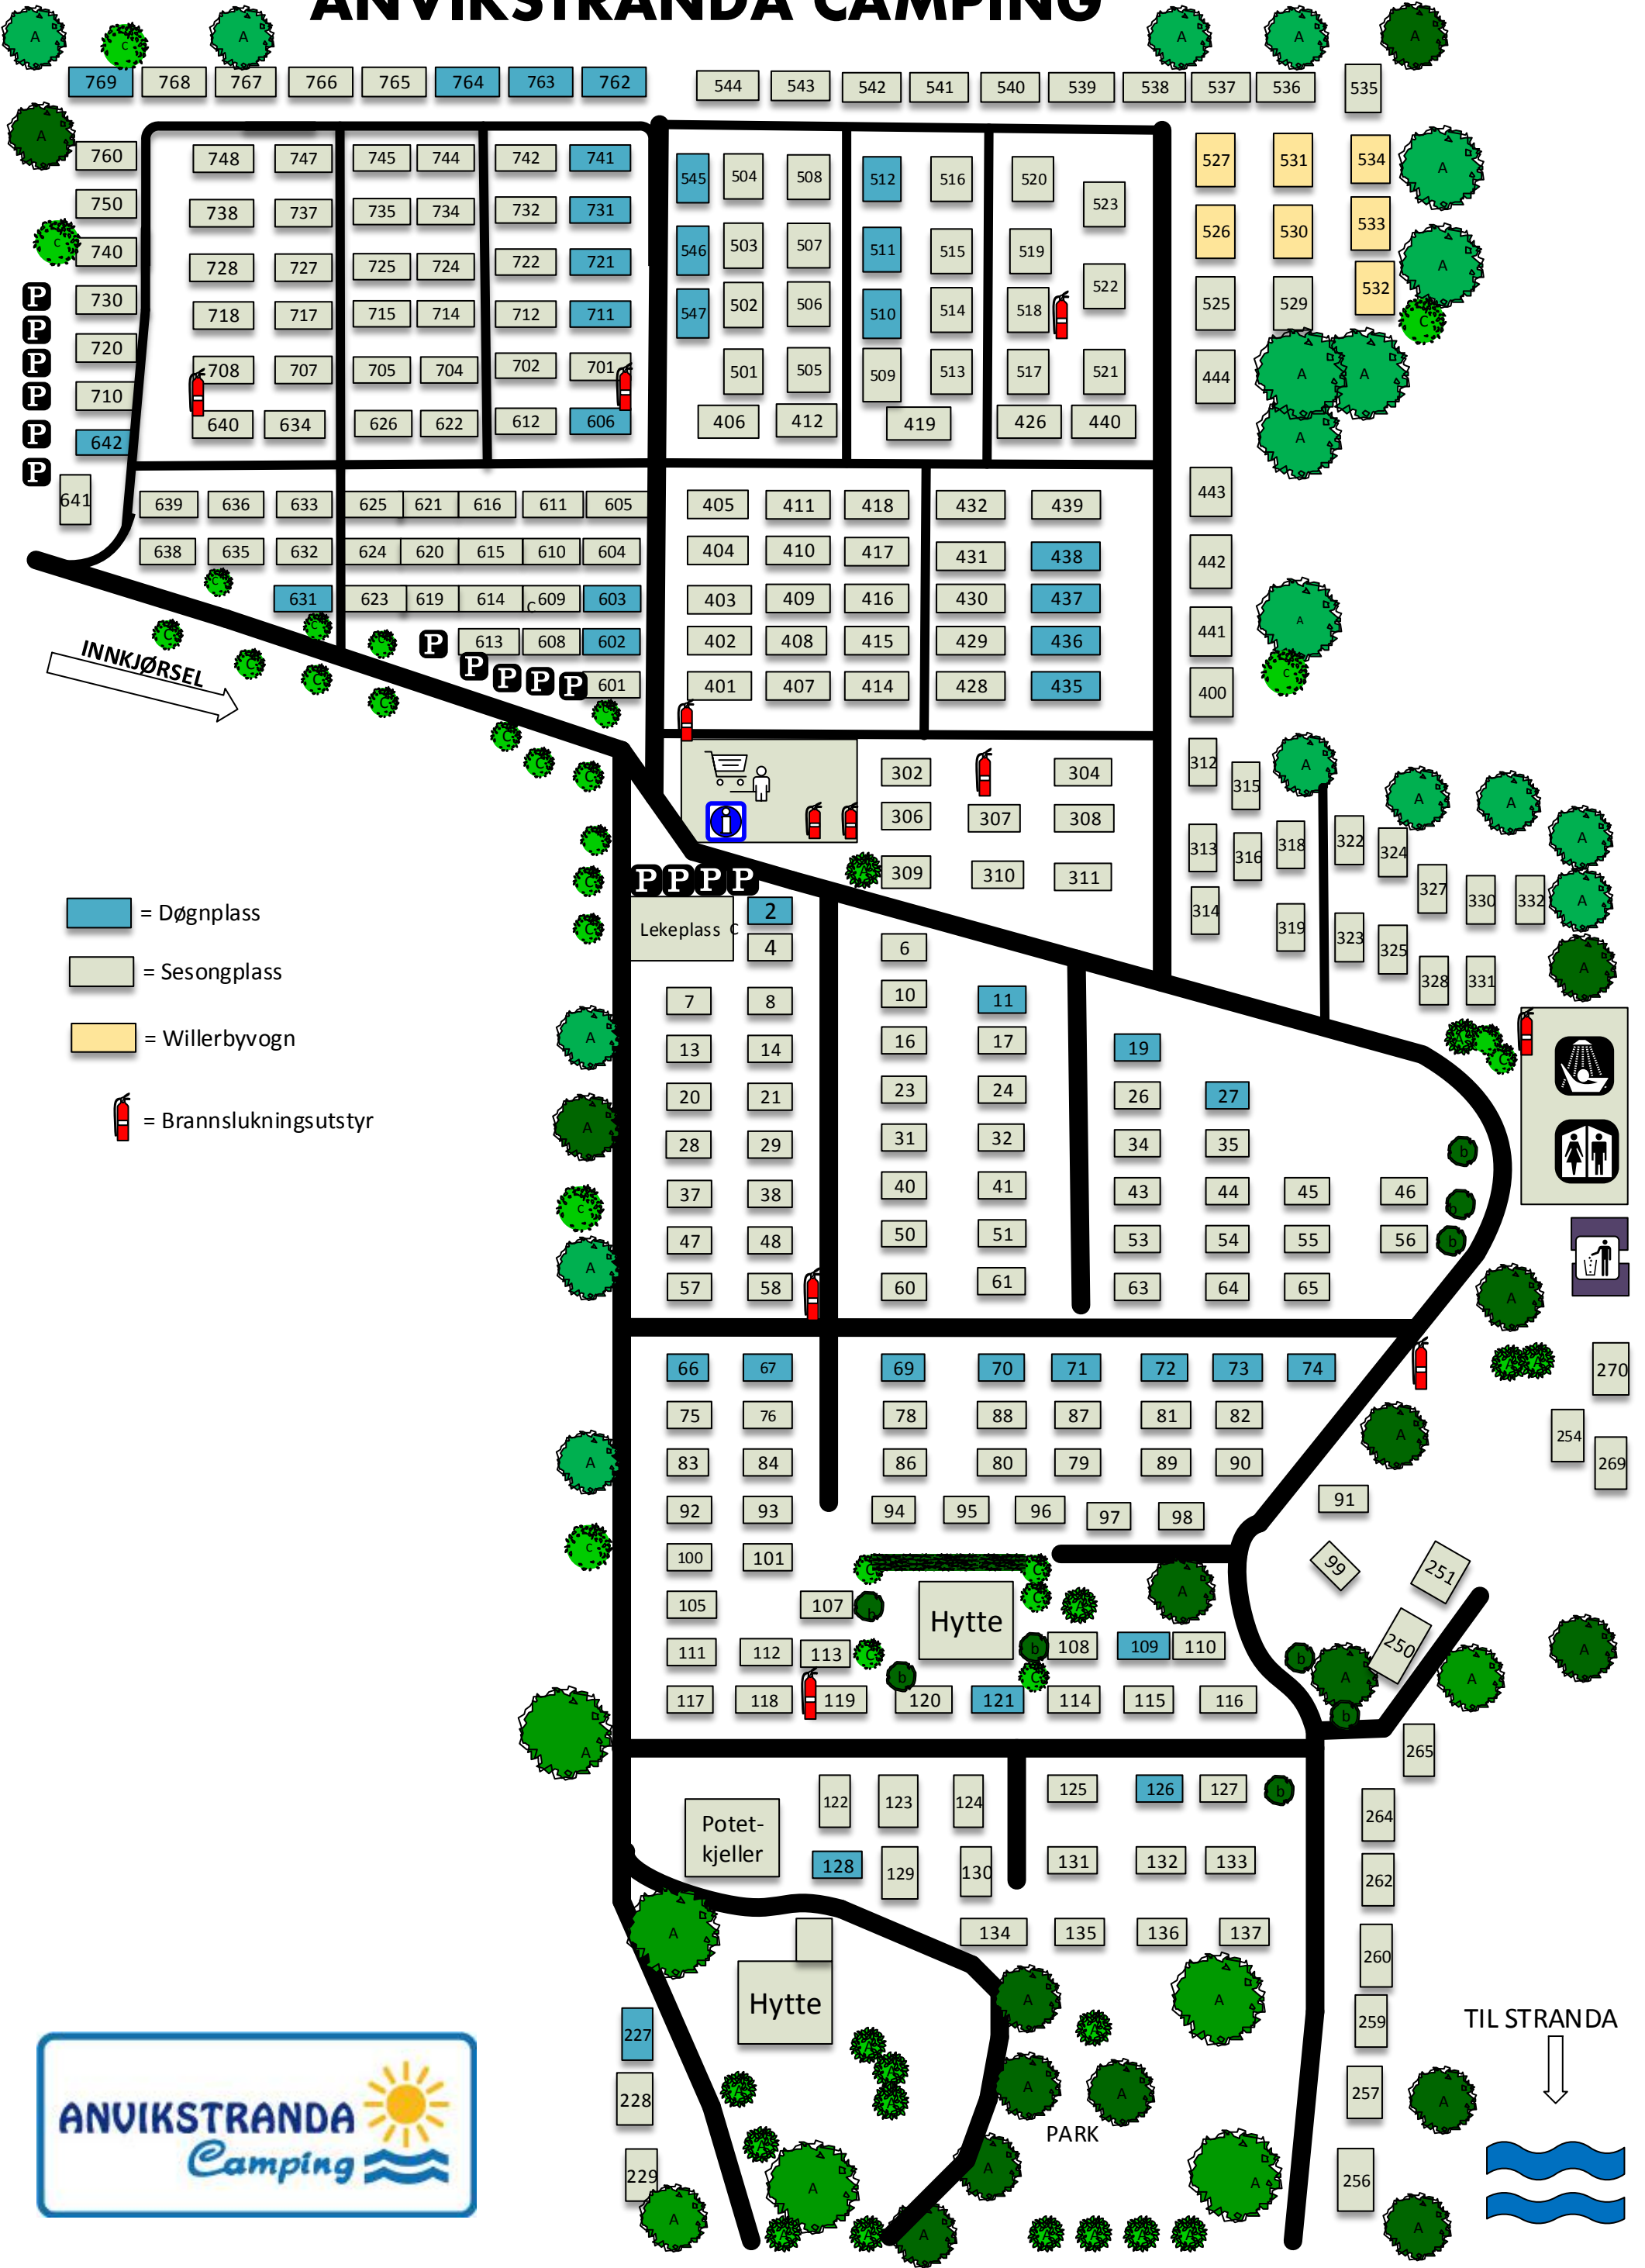 ANVIKSTRANDA CAMPING
769 768 767 766 765 764 763 762 544 543 542 541 540 539 538 537 536 535
760 748 747 745 744 742 741 545 504 508 512 516 520 523 527 531 534
750 738 737 735 734 732 731 546 503 507 511 515 519 526 530 533
740 728 727 725 724 722 721 547 502 506 510 514 518 522 525 529 532
730 718 717 715 714 712 711
720 708 707 705 704 702 701 501 505 509 513 517 521 444
710 640 634 626 622 612 606 406 412 419 426 440
642
641 639 636 633 625 621 616 611 605 405 411 418 432 439 443
638 635 632 624 620 615 610 604 404 410 417 431 438 442
631 623 619 614 609 603 403 409 416 430 437 441
613 608 602 402 408 415 429 436
601 401 407 414 428 435 400
P P P P P P
P P P P P
INNKJØRSEL
302 304 312 315
306 307 308 313 316 318 322 324
309 310 311 314 319 323 325 327 330 332
328 331
P P P P
Lekeplass
2
4 6
7 8 10 11
13 14 16 17 19
20 21 23 24 26 27
28 29 31 32 34 35
37 38 40 41 43 44 45 46
47 48 50 51 53 54 55 56
57 58 60 61 63 64 65
= Døgnplass
= Sesongplass
= Willerbyvogn
= Brannslukningsutstyr
66 67 69 70 71 72 73 74 270
75 76 78 88 87 81 82 254
83 84 86 80 79 89 90 269
92 93 94 95 96 97 98 91
100 101 99 251
105 107 Hytte 250
111 112 113 108 109 110
117 118 119 120 121 114 115 116
265
122 123 124 125 126 127 264
Potet-
kjeller
128 129 130 131 132 133 262
134 135 136 137 260
Hytte
227 259
228 257
229 256
PARK
TIL STRANDA
ANVIKSTRANDA
Camping